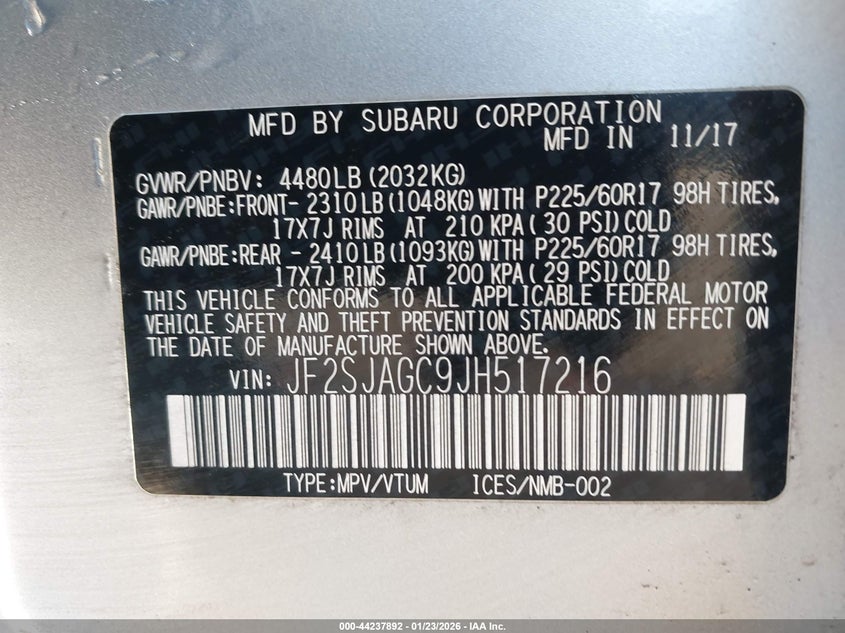 MFD BY SUBARU CORPORATION
MFD IN 11/17
GVWR/PNBV: 4480LB(2032KG)
GAWR/PNBE:FRONT- 2310LB(1048KG)WITH P225/60R17 98H TIRES,
17X7J RIMS AT 210 KPA( 30 PSI)COLD
GAWR/PNBE:REAR - 2410LB(1093KG)WITH P225/60R17 98H TIRES,
17X7J RIMS AT 200 KPA( 29 PSI)COLD
THIS VEHICLE CONFORMS TO ALL APPLICABLE FEDERAL MOTOR
VEHICLE SAFETY AND THEFT PREVENTION STANDARDS IN EFFECT ON
THE DATE OF MANUFACTURE SHOWN ABOVE.
VIN: JF2SJAGC9JH517216
TYPE:MPV/VTUM ICES/NMB-002
000-44237892 - 01/23/2026 - IAA Inc.